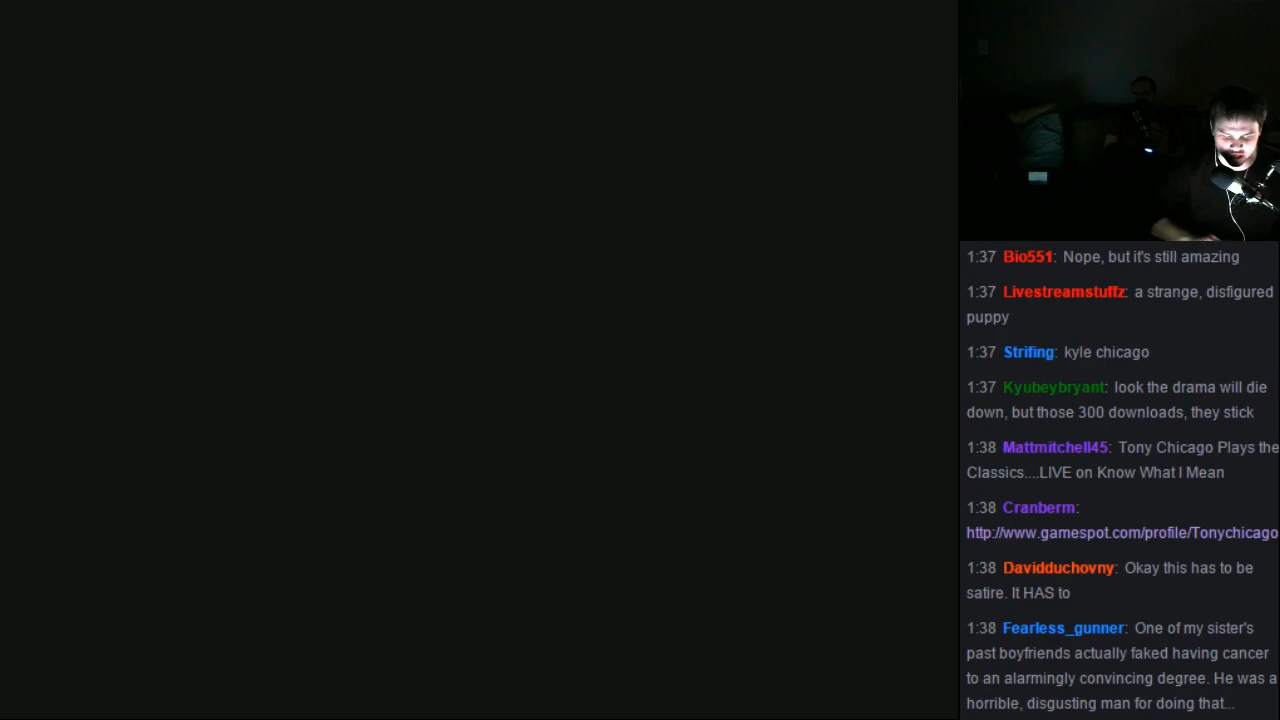 1:37 Bio551: Nope, but it's still amazing
1:37 Livestreamstuffz: a strange, disfigured
puppy
1:37 Strifing: kyle chicago
1:37 Kyubeybryant: look the drama will die
down, but those 300 downloads, they stick
1:38 Mattmitchell45: Tony Chicago Plays the
Classics....LIVE on Know What I Mean
1:38 Cranberm:
http://www.gamespot.com/profile/Tonychicago
1:38 Davidduchovny: Okay this has to be
satire. It HAS to
1:38 Fearless_gunner: One of my sister's
past boyfriends actually faked having cancer
to an alarmingly convincing degree. He was a
horrible, disgusting man for doing that...